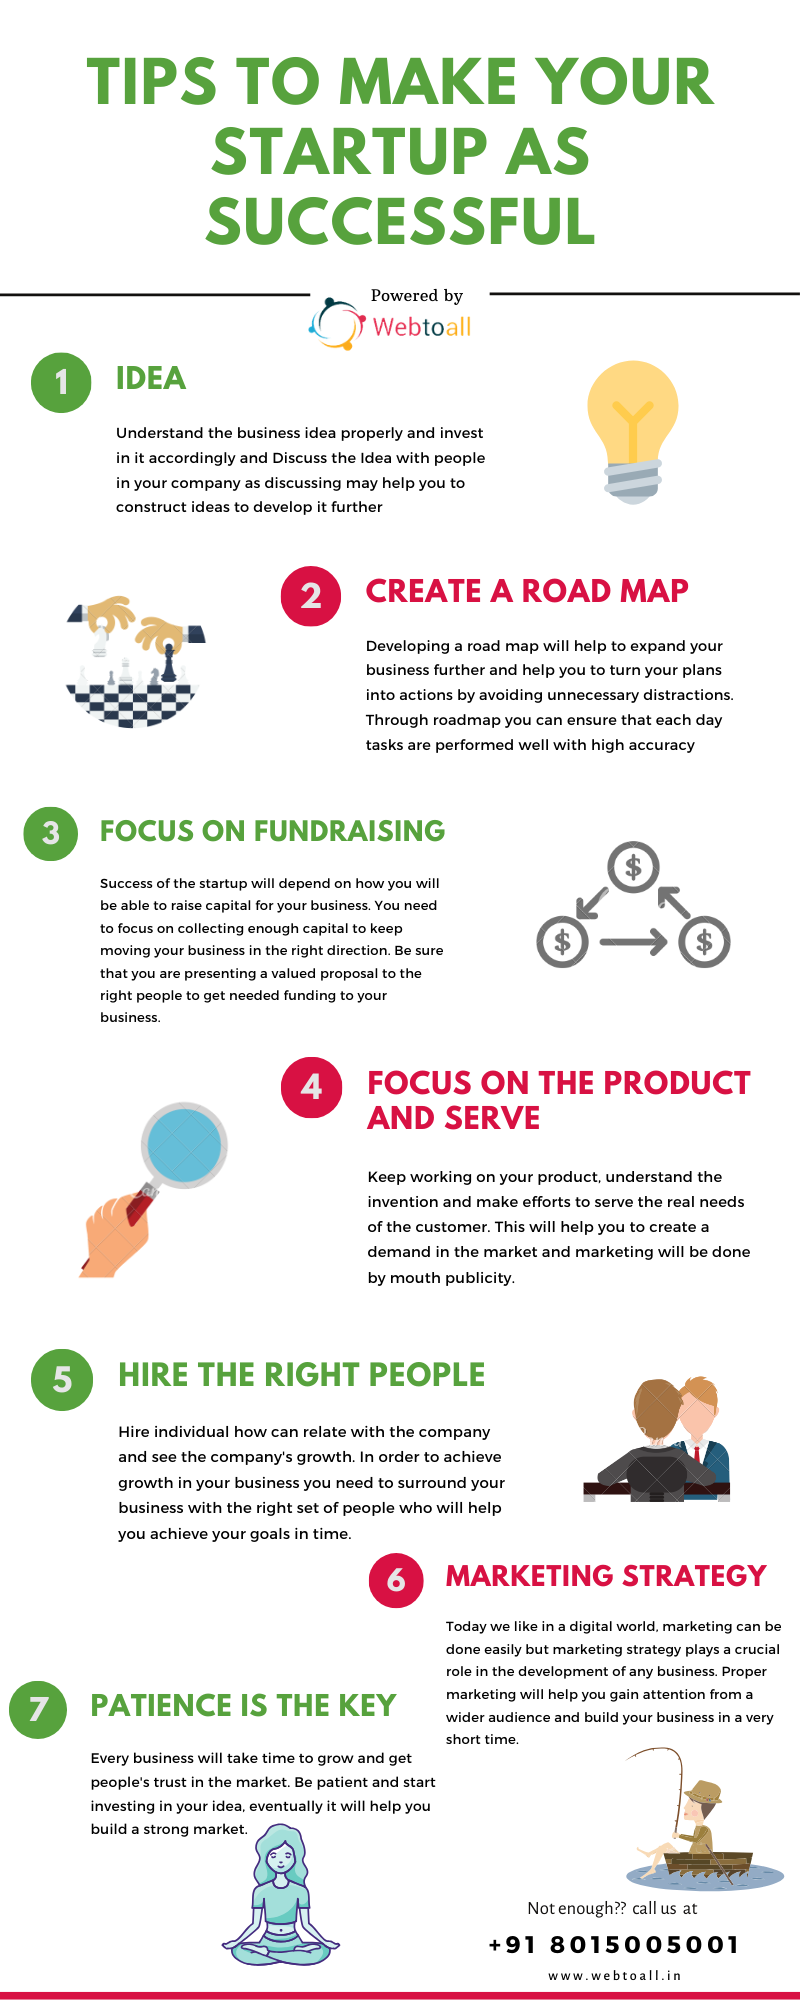 TIPS TO MAKE YOUR
STARTUP AS
SUCCESSFUL
Powered by
Webtoall
1
IDEA
Understand the business idea properly and invest
in it accordingly and Discuss the Idea with people
in your company as discussing may help you to
construct ideas to develop it further
2
CREATE A ROAD MAP
Developing a road map will help to expand your
business further and help you to turn your plans
into actions by avoiding unnecessary distractions.
Through roadmap you can ensure that each day
tasks are performed well with high accuracy
3
FOCUS ON FUNDRAISING
Success of the startup will depend on how you will
be able to raise capital for your business. You need
to focus on collecting enough capital to keep
moving your business in the right direction. Be sure
that you are presenting a valued proposal to the
right people to get needed funding to your
business.
$
$
$
4
FOCUS ON THE PRODUCT
AND SERVE
Keep working on your product, understand the
invention and make efforts to serve the real needs
of the customer. This will help you to create a
demand in the market and marketing will be done
by mouth publicity.
5
HIRE THE RIGHT PEOPLE
Hire individual how can relate with the company
and see the company's growth. In order to achieve
growth in your business you need to surround your
business with the right set of people who will help
you achieve your goals in time.
6
MARKETING STRATEGY
Today we like in a digital world, marketing can be
done easily but marketing strategy plays a crucial
role in the development of any business. Proper
marketing will help you gain attention from a
wider audience and build your business in a very
short time.
7
PATIENCE IS THE KEY
Every business will take time to grow and get
people's trust in the market. Be patient and start
investing in your idea, eventually it will help you
build a strong market.
Not enough?? call us at
+91 8015005001
www.webtoall.in